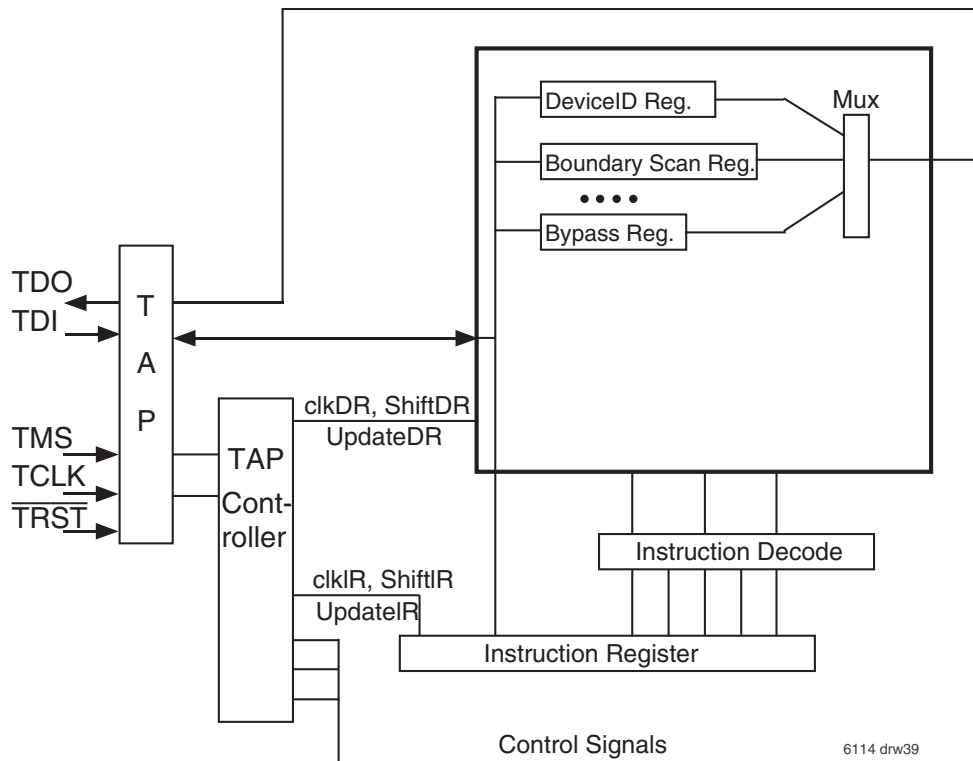 DeviceID Reg.
Mux
Boundary Scan Reg.
Bypass Reg.
TDO
TDI
T
A
P
TMS
TCLK
TRST
clkDR, ShiftDR
UpdateDR
TAP
Cont-
roller
Instruction Decode
clklR, ShiftIR
UpdateIR
Instruction Register
Control Signals
6114 drw39